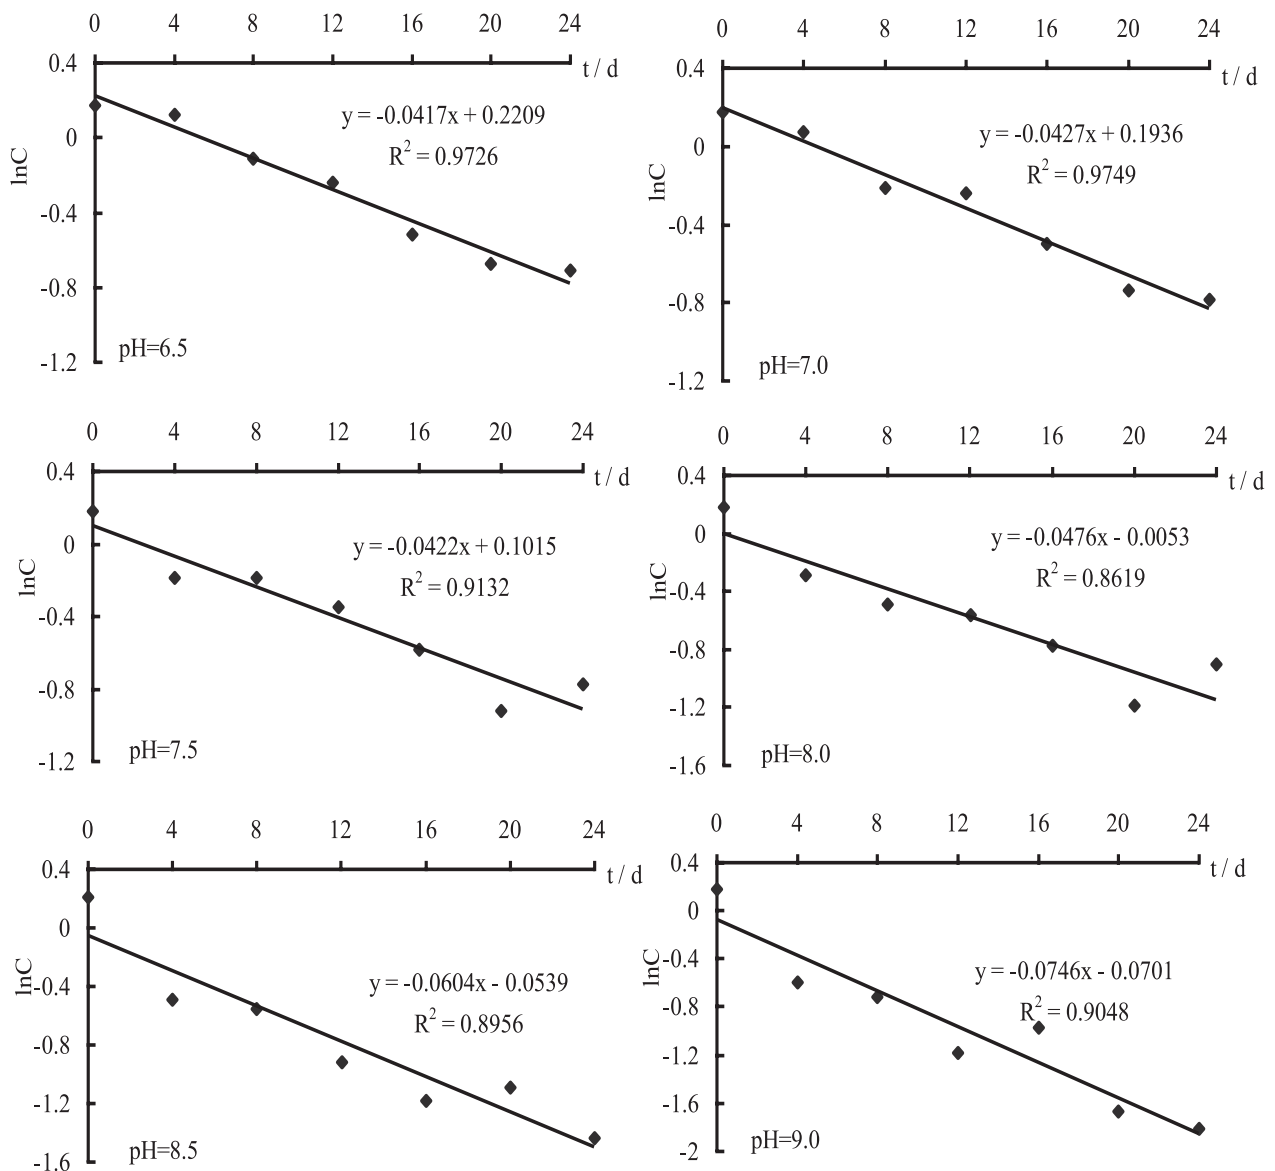 0 4 8 12 16 20 24
t / d
0.4
0
-0.4
-0.8
-1.2
lnC
y = -0.0417x + 0.2209
R² = 0.9726
pH=6.5
0 4 8 12 16 20 24
t / d
0.4
0
-0.4
-0.8
-1.2
lnC
y = -0.0427x + 0.1936
R² = 0.9749
pH=7.0
0 4 8 12 16 20 24
t / d
0.4
0
-0.4
-0.8
-1.2
lnC
y = -0.0422x + 0.1015
R² = 0.9132
pH=7.5
0 4 8 12 16 20 24
t / d
0.4
0
-0.4
-0.8
-1.2
-1.6
lnC
y = -0.0476x - 0.0053
R² = 0.8619
pH=8.0
0 4 8 12 16 20 24
t / d
0.4
0
-0.4
-0.8
-1.2
-1.6
lnC
y = -0.0604x - 0.0539
R² = 0.8956
pH=8.5
0 4 8 12 16 20 24
t / d
0.4
0
-0.4
-0.8
-1.2
-1.6
-2
lnC
y = -0.0746x - 0.0701
R² = 0.9048
pH=9.0